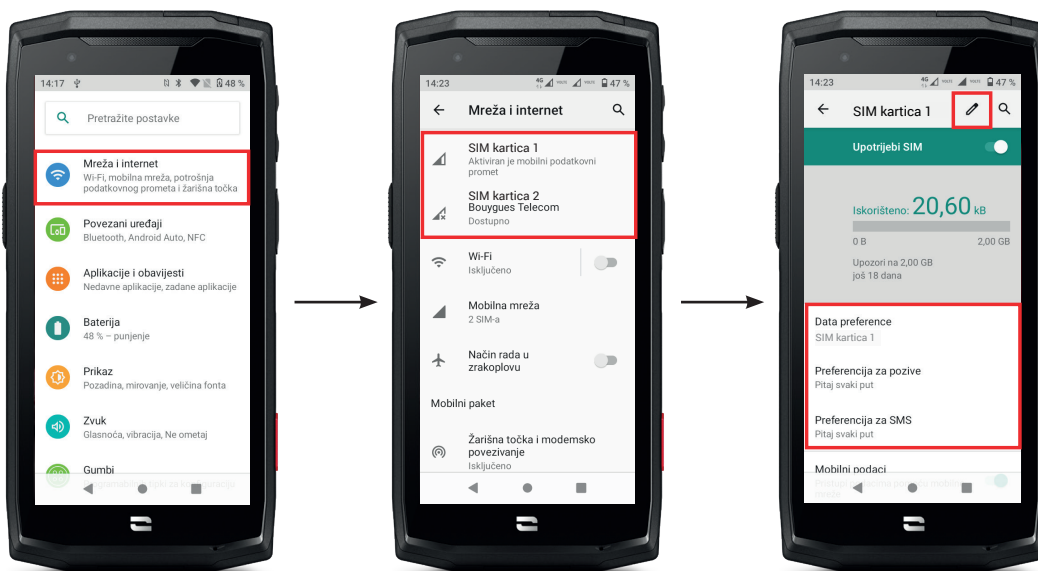 14:17
48 %
Pretražite postavke
Mreža i internet
Wi-Fi, mobilna mreža, potrošnja
podatkovnog prometa i žarišna točka
Povezani uređaji
Bluetooth, Android Auto, NFC
Aplikacije i obavijesti
Nedavne aplikacije, zadane aplikacije
Baterija
48 % – punjenje
Prikaz
Pozadina, mirovanje, veličina fonta
Zvuk
Glasnoća, vibracija, Ne ometaj
Gumbi
14:23
4G
47 %
Mreža i internet
SIM kartica 1
Aktiviran je mobilni podatkovni
promet
SIM kartica 2
Bouygues Telecom
Dostupno
Wi-Fi
Isključeno
Mobilna mreža
2 SIM-a
Način rada u
zrakoplovu
Mobilni paket
Žarišna točka i modemsko
povezivanje
Isključeno
14:23
4G
47 %
SIM kartica 1
Upotrijebi SIM
Iskorišteno: 20,60 kB
0 B 2,00 GB
Upozori na 2,00 GB
još 18 dana
Data preference
SIM kartica 1
Preferencija za pozive
Pitaj svaki put
Preferencija za SMS
Pitaj svaki put
Mobilni podaci